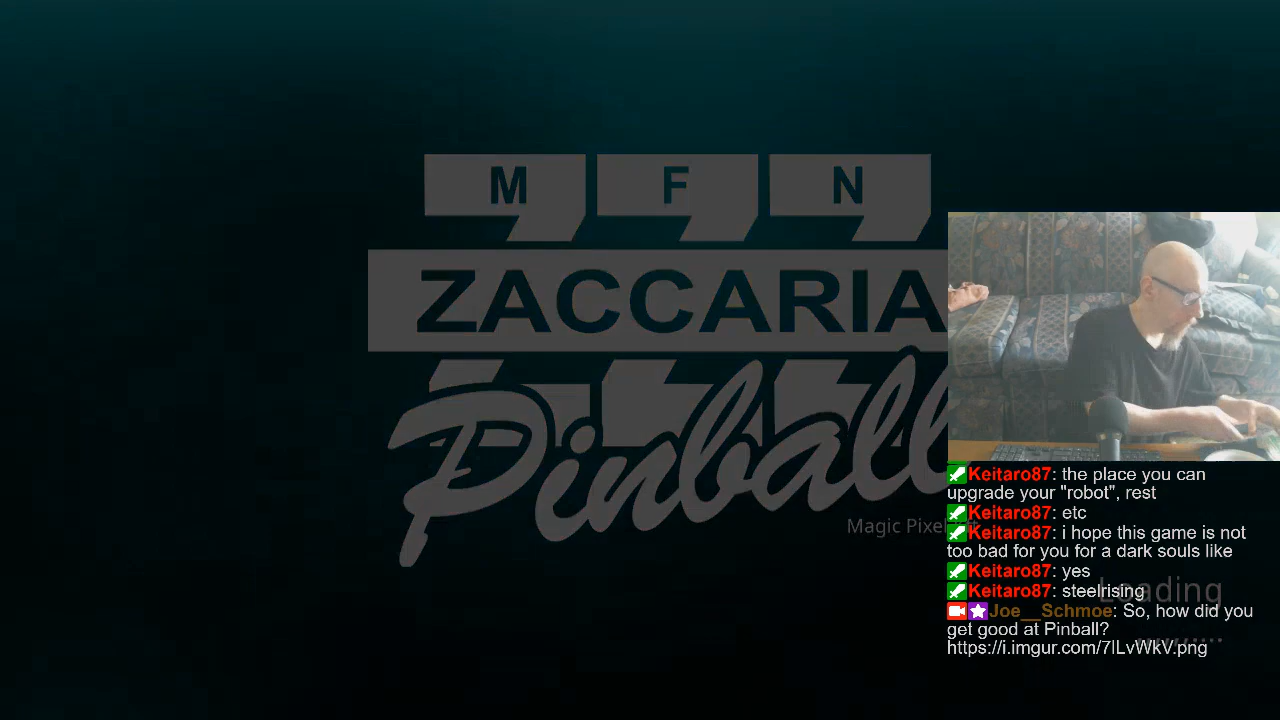 M F N
ZACCARIA
Pinball
Magic Pixel
Loading
Keitaro87: the place you can
upgrade your "robot", rest
Keitaro87: etc
Keitaro87: i hope this game is not
too bad for you for a dark souls like
Keitaro87: yes
Keitaro87: steelrising
Joe__Schmoe: So, how did you
get good at Pinball?
https://i.imgur.com/7lLvWkV.png